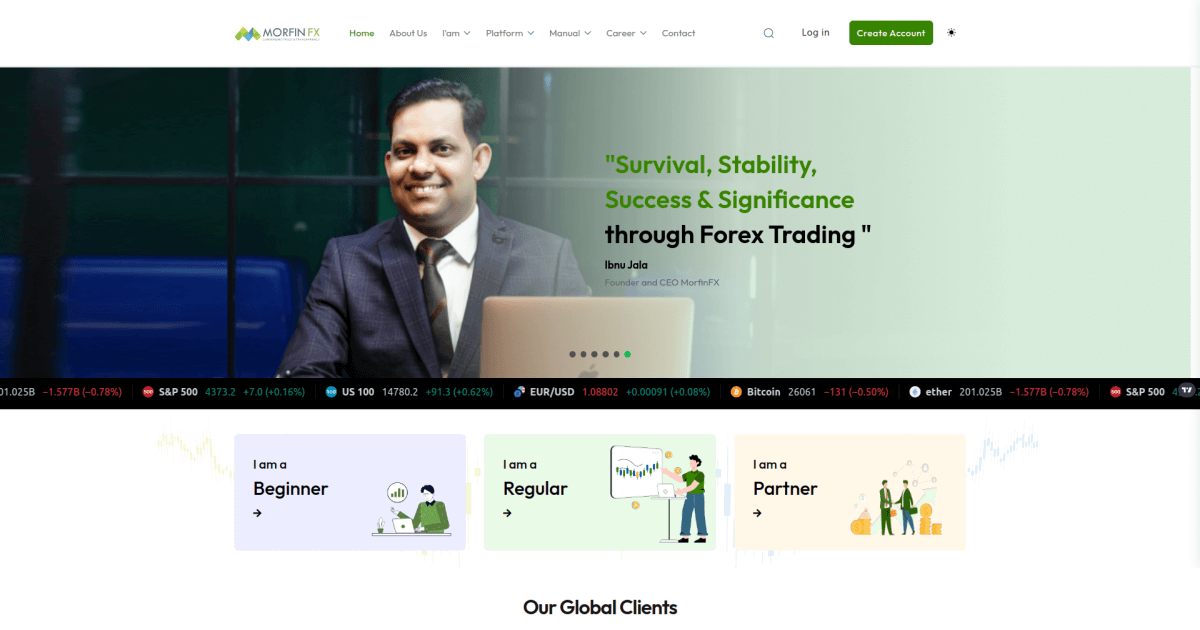 MORFIN FX
Home About Us I'am Platform Manual Career Contact
Log in
Create Account
"Survival, Stability,
Success & Significance
through Forex Trading "
Ibnu Jala
Founder and CEO MorfinFX
201.025B −1.577B (−0.78%) S&P 500 4373.2 +7.0 (+0.16%) US 100 14780.2 +91.3 (+0.62%) EUR/USD 1.08802 +0.00091 (+0.08%) Bitcoin 26061 −131 (−0.50%) ether 201.025B −1.577B (−0.78%) S&P 500
I am a
Beginner
I am a
Regular
I am a
Partner
Our Global Clients